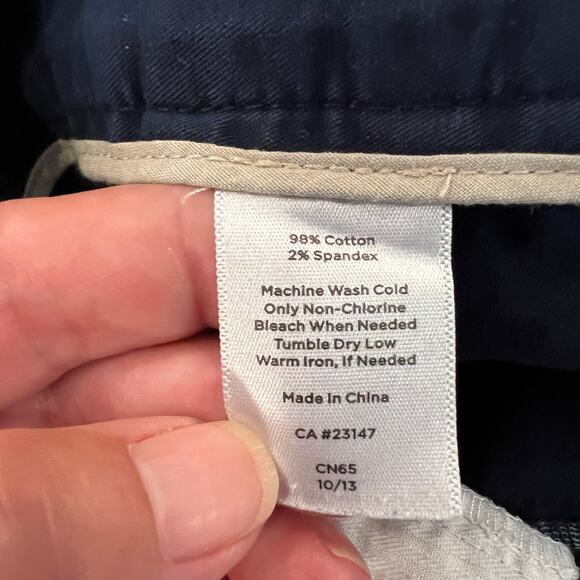 98% Cotton
2% Spandex
Machine Wash Cold
Only Non-Chlorine
Bleach When Needed
Tumble Dry Low
Warm Iron, If Needed
Made in China
CA #23147
CN65
10/13